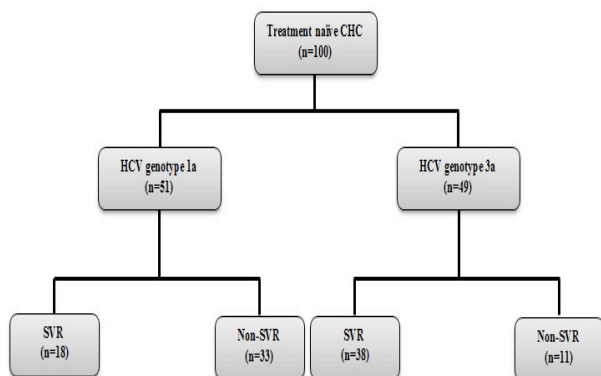 Treatment naïve CHC
(n=100)
HCV genotype 1a
(n=51)
HCV genotype 3a
(n=49)
SVR
(n=18)
Non-SVR
(n=33)
SVR
(n=38)
Non-SVR
(n=11)